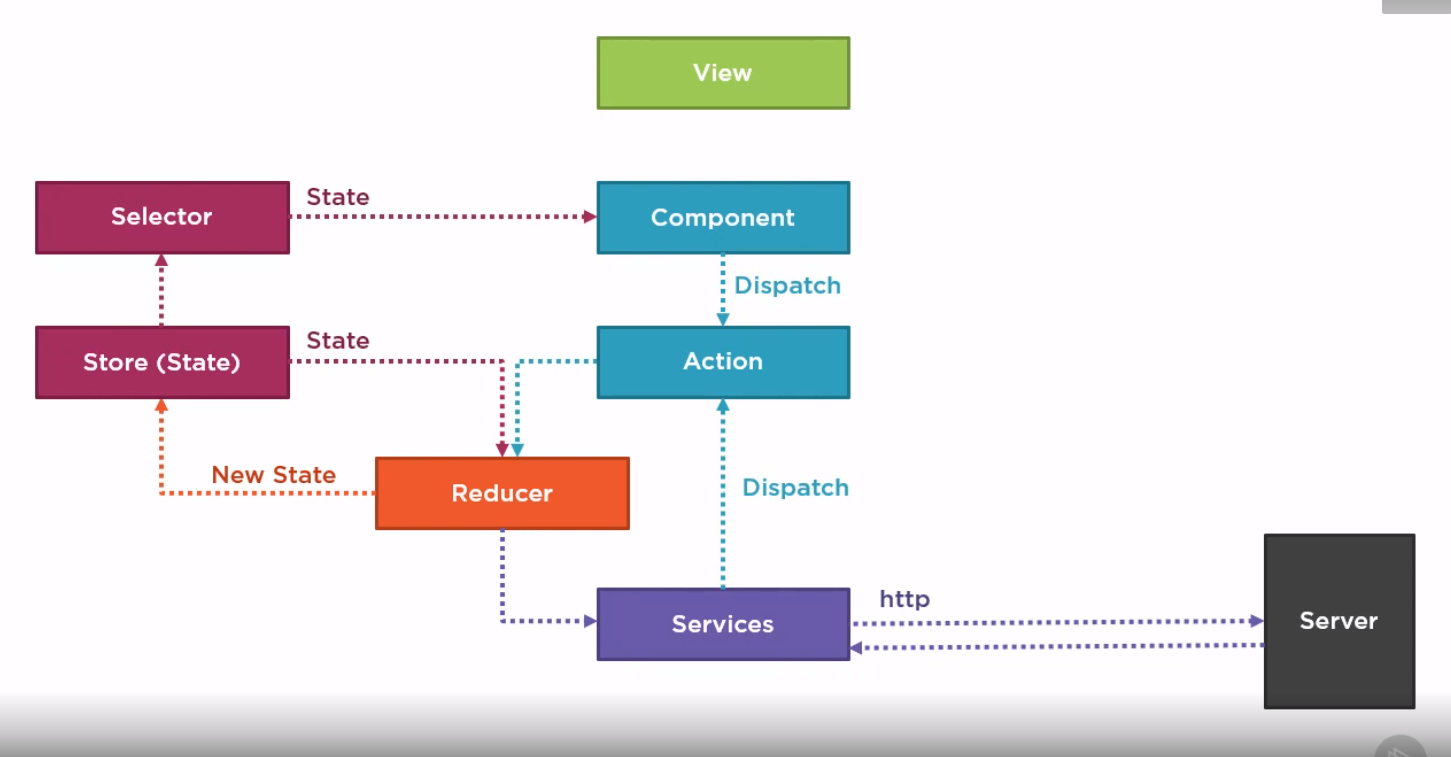 View
Selector
State
Component
Dispatch
Store (State)
State
Action
New State
Reducer
Dispatch
Services
http
Server